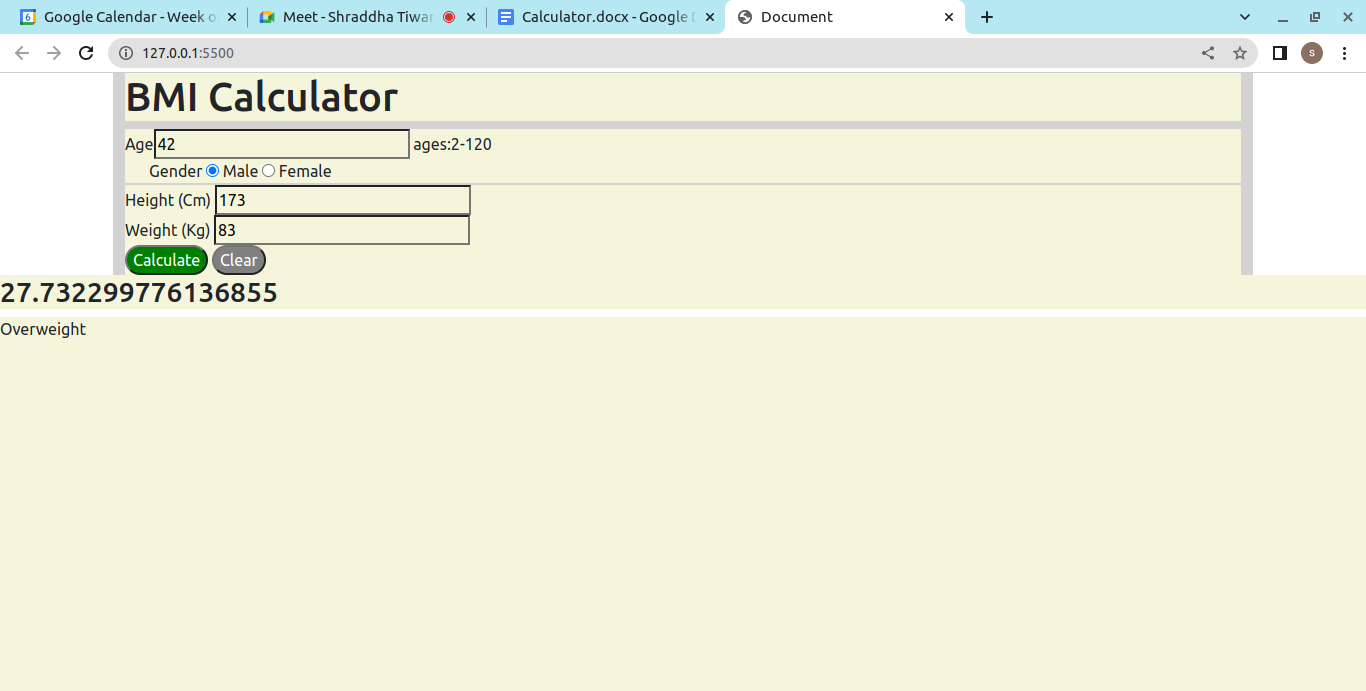 Google Calendar - Week o
Meet - Shraddha Tiwar
Calculator.docx - Google D
Document
127.0.0.1:5500
S
BMI Calculator
Age 42 ages:2-120
Gender Male Female
Height (Cm) 173
Weight (Kg) 83
Calculate Clear
27.732299776136855
Overweight